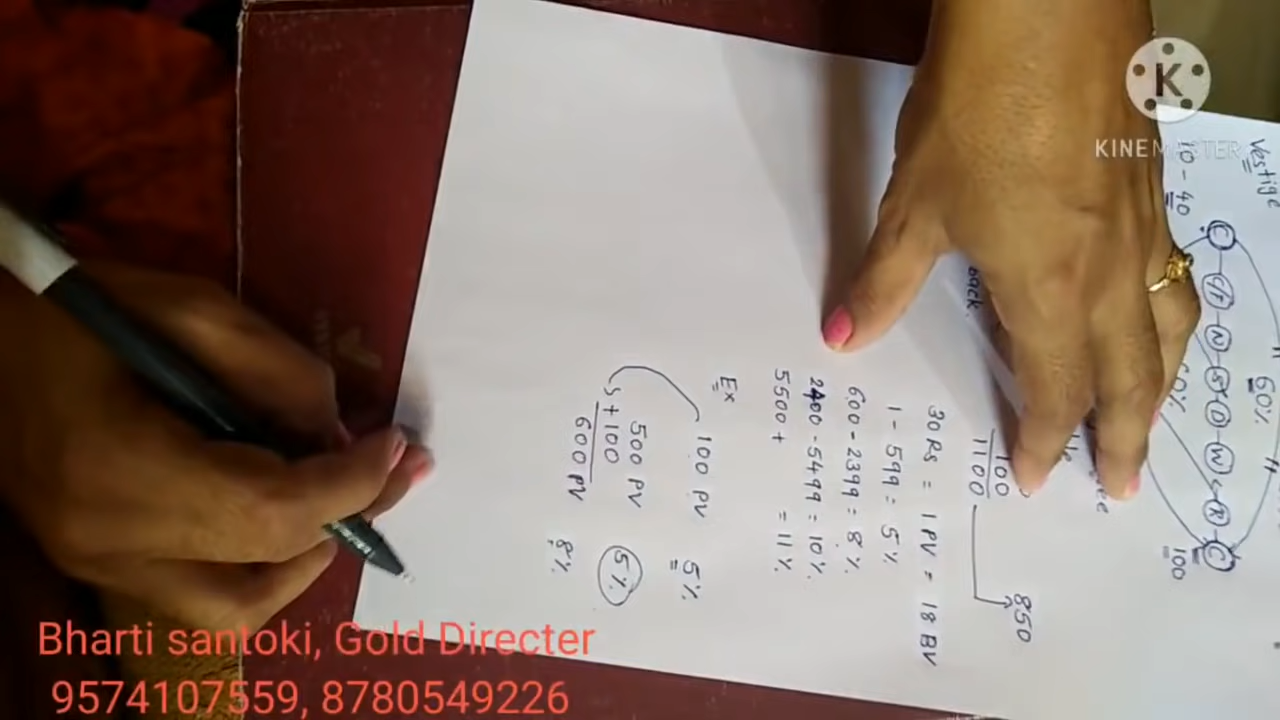 Vestige
10 - 40
C
N
S
D
W
R
C
60%
60%
100
back.
100
1100
850
30 Rs = 1 PV = 18 BV
1 - 599 = 5%
600 - 2399 = 8%.
2400 - 5499 = 10%.
5500 + = 11%.
Ex
100 PV 5%.
500 PV 5%.
+ 100
600 PV 8%.
KINEMASTER
Bharti santoki, Gold Directer
9574107559, 8780549226